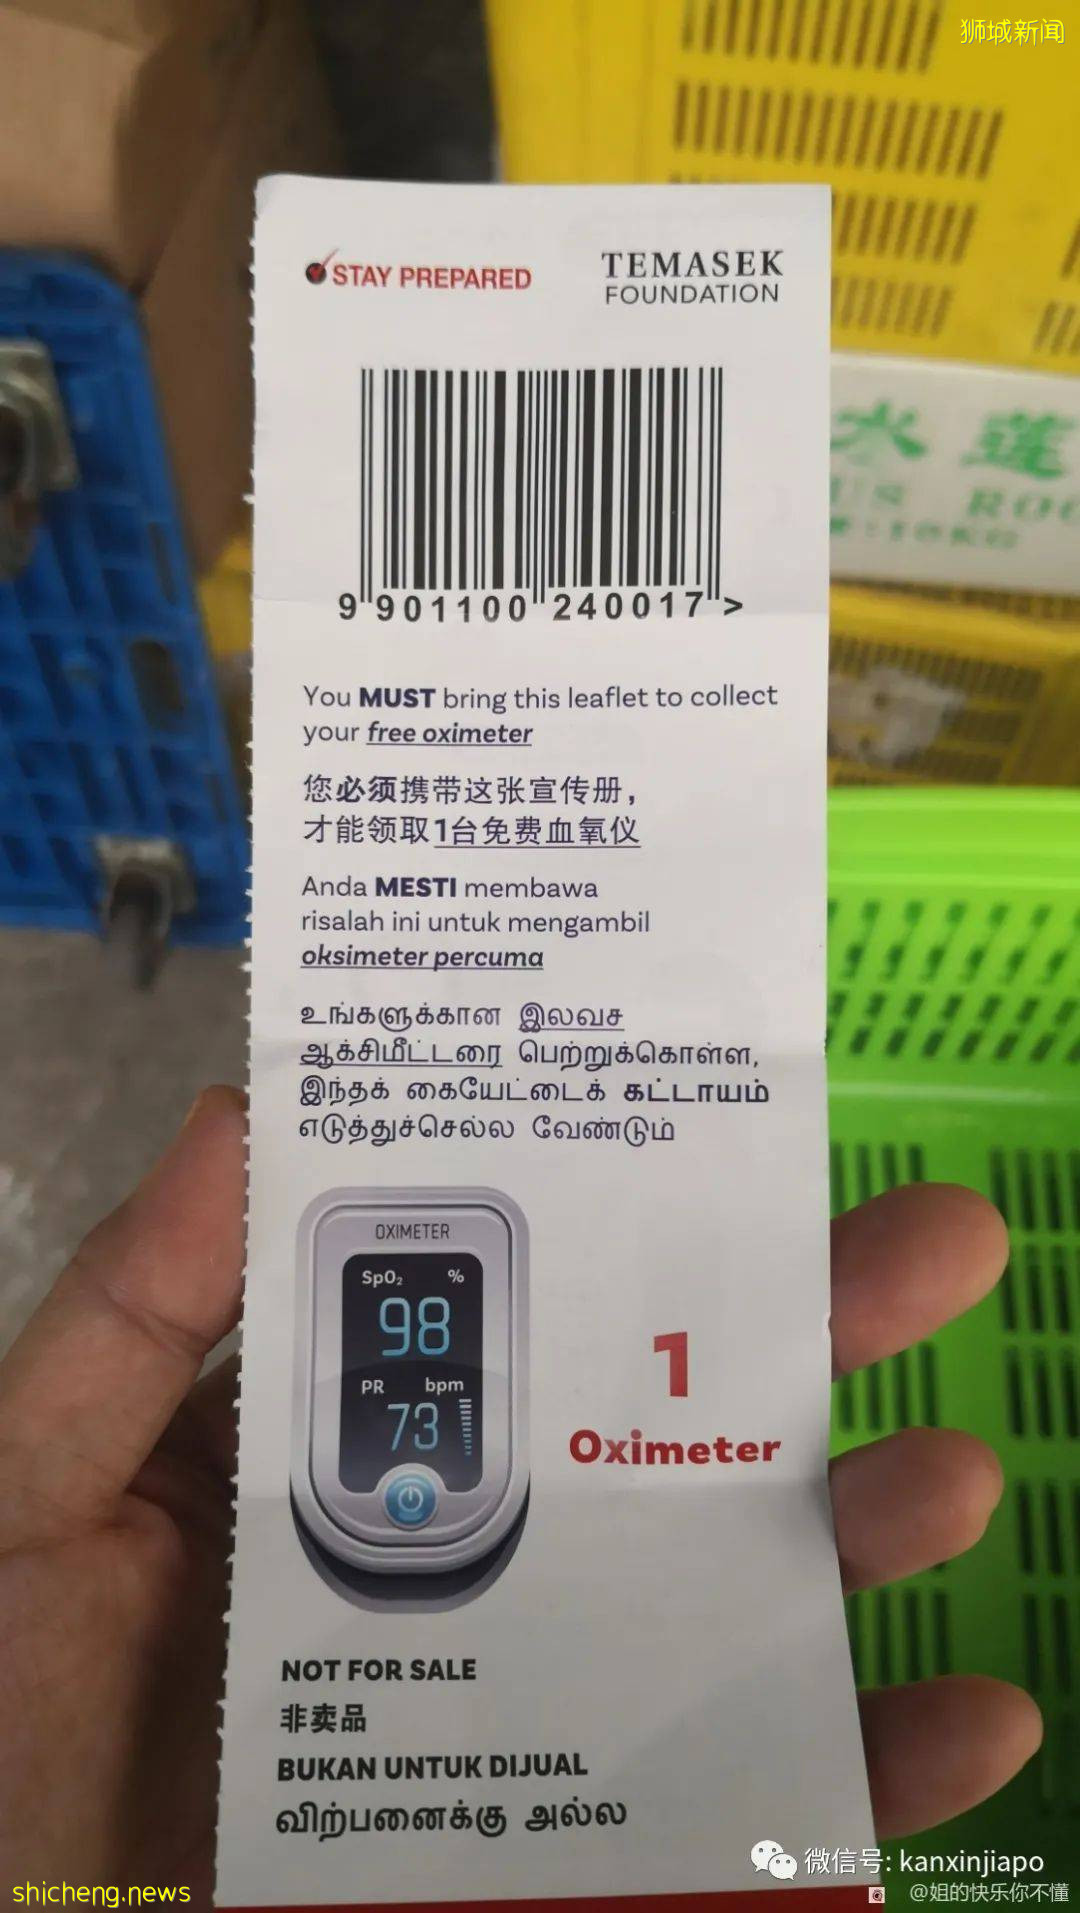 狮城新闻
STAY PREPARED
TEMASEK
FOUNDATION
9 901100 240017 >
You MUST bring this leaflet to collect
your free oximeter
您必须携带这张宣传册，
才能领取1台免费血氧仪
Anda MESTI membawa
risalah ini untuk mengambil
oksimeter percuma
உங்களுக்கான இலவச
ஆக்சிமீட்டரை பெற்றுக்கொள்ள,
இந்தக் கையேட்டைக் கட்டாயம்
எடுத்துச்செல்ல வேண்டும்
OXIMETER
SpO₂ %
98
PR bpm
73
1
Oximeter
NOT FOR SALE
非卖品
BUKAN UNTUK DIJUAL
விற்பனைக்கு அல்ல
水 莲
10KG
微信号: kanxinjiapo
shicheng.news
@姐的快乐你不懂